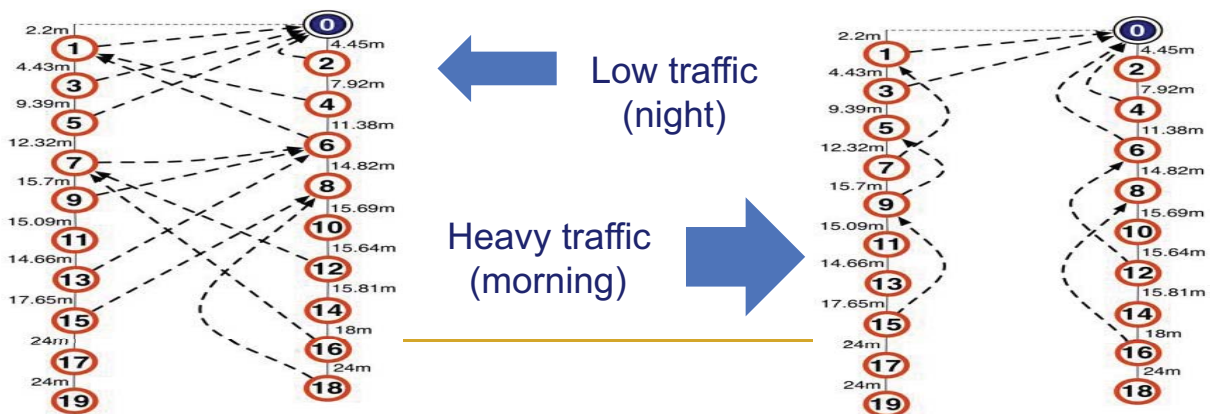 0
2.2m
1
4.43m
3
9.39m
5
12.32m
7
15.7m
9
15.09m
11
14.66m
13
17.65m
15
24m
17
24m
19
4.45m
2
7.92m
4
11.38m
6
14.82m
8
15.69m
10
15.64m
12
15.81m
14
18m
16
24m
18
Low traffic
(night)
Heavy traffic
(morning)
2.2m
1
4.43m
3
9.39m
5
12.32m
7
15.7m
9
15.09m
11
14.66m
13
17.65m
15
24m
17
24m
19
0
4.45m
2
7.92m
4
11.38m
6
14.82m
8
15.69m
10
15.64m
12
15.81m
14
18m
16
24m
18